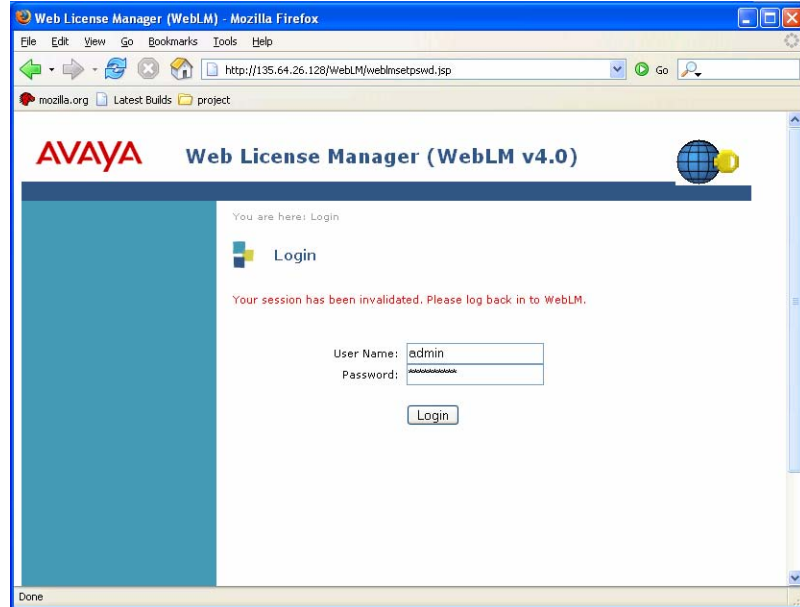 Web License Manager (WebLM) - Mozilla Firefox
File Edit View Go Bookmarks Tools Help
http://135.64.26.128/WebLM/weblmsetpswd.jsp Go
mozilla.org Latest Builds project
AVAYA Web License Manager (WebLM v4.0)
You are here: Login
Login
Your session has been invalidated. Please log back in to WebLM.
User Name: admin
Password: **********
Login
Done